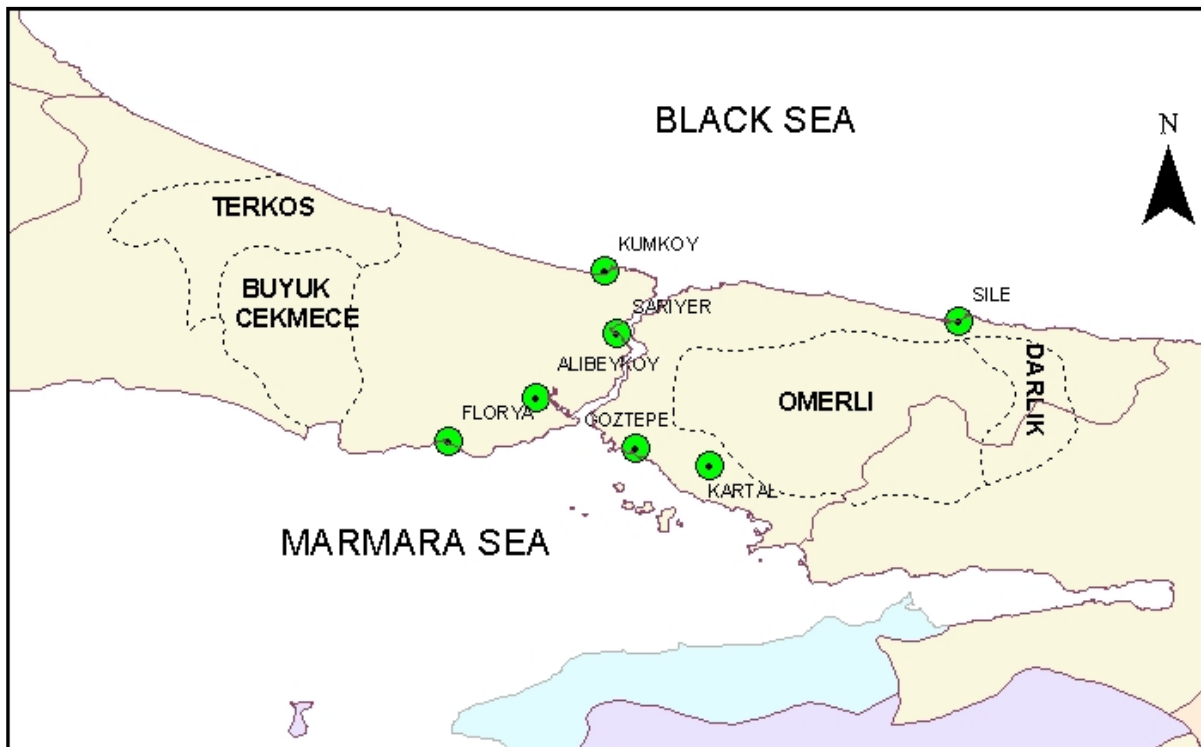 BLACK SEA
N
TERKOS
KUMKOY
BUYUK
CEKMECE
SARIYER
SILE
ALIBEYKOY
DARLIK
OMERLI
FLORYA
GOZTEPE
KARTAL
MARMARA SEA